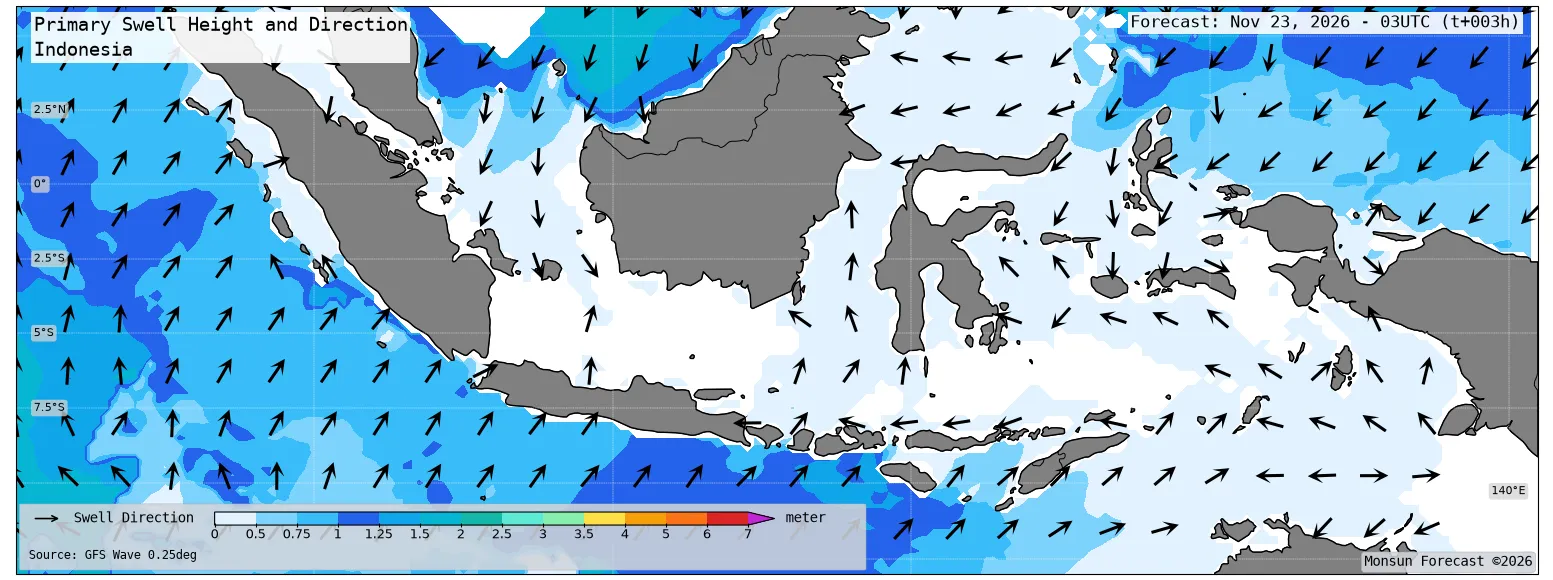 Primary Swell Height and Direction
Indonesia
Forecast: Nov 23, 2026 - 03UTC (t+003h)
2.5°N
0°
2.5°S
5°S
7.5°S
140°E
Swell Direction
0 0.5 0.75 1 1.25 1.5 2 2.5 3 3.5 4 5 6 7 meter
Source: GFS Wave 0.25deg
Monsun Forecast ©2026